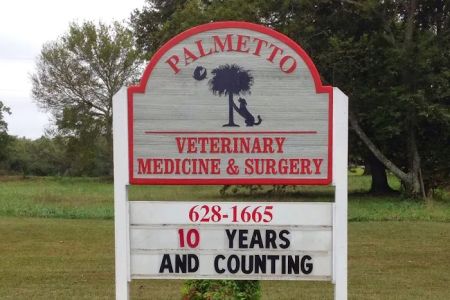 PALMETTO
VETERINARY
MEDICINE & SURGERY
628-1665
10 YEARS
AND COUNTING